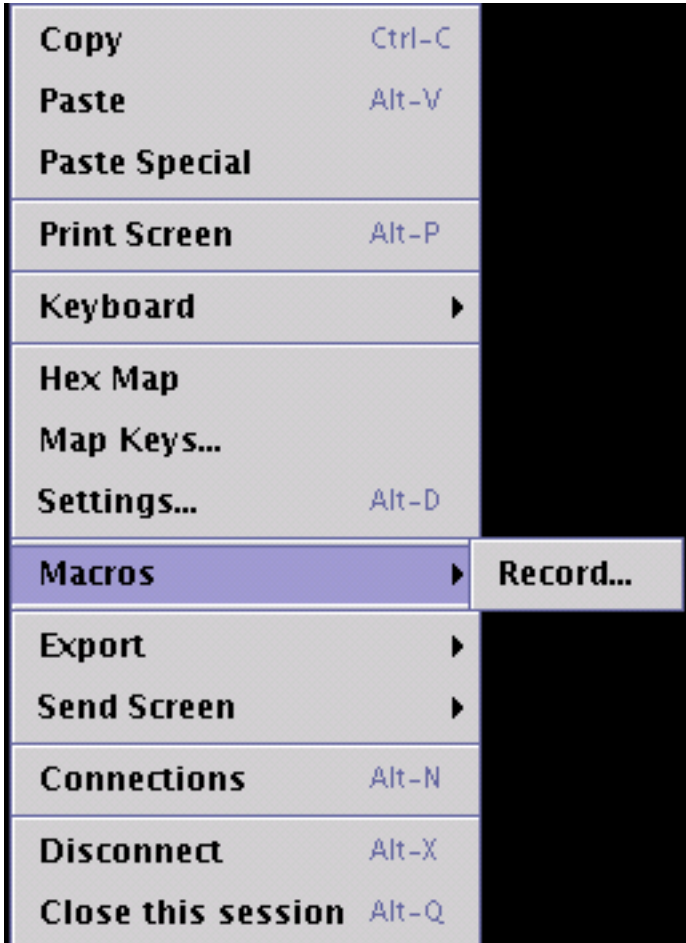 Copy Ctrl-C
Paste Alt-V
Paste Special
Print Screen Alt-P
Keyboard
Hex Map
Map Keys...
Settings... Alt-D
Macros Record...
Export
Send Screen
Connections Alt-N
Disconnect Alt-X
Close this session Alt-Q